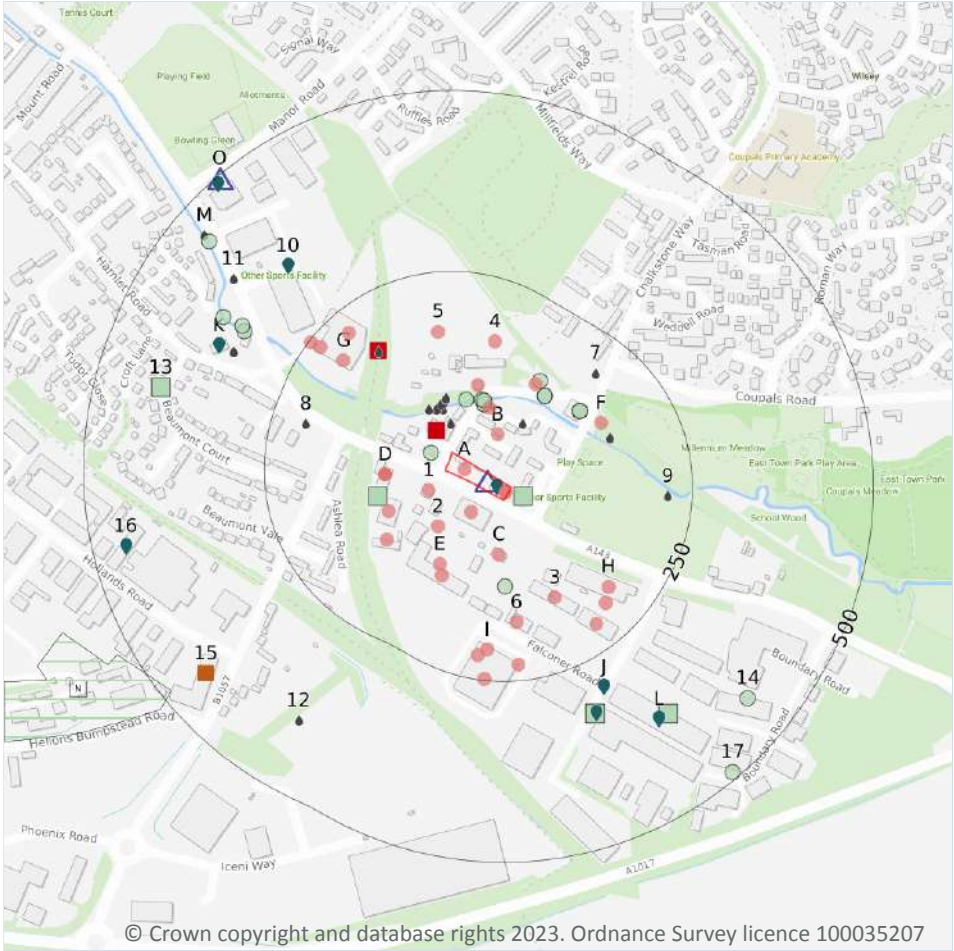 Tennis Court
Signal Way
Kestrel Road
Playing Field
Wilsey
Mount Road
Allotments
Manor Road
Ruffles Road
Millfields Way
Bowling Green
Coupals Primary Academy
O
M
Chalkstone Way
Tasman Road
Roman Way
10
11
Other Sports Facility
Hamlet Road
5
4
Weddell Road
K
G
7
Croft Lane
Tudor Close
13
Coupals Road
8
B
F
Beaumont Court
Millennium Meadow
A
D
Play Space
East Town Park Play Area
East-Town Park
1
9
er Sports Facility
Coupals Meadow
2
School Wood
Ashlea Road
Beaumont Vale
16
C
A143
E
250
Hollands Road
3
H
6
500
I
Falconer Road
15
J
Boundary Road
N
B1057
14
12
L
Helions Bumpstead Road
Boundary Road
17
Phoenix Road
Iceni Way
A1017
© Crown copyright and database rights 2023. Ordnance Survey licence 100035207